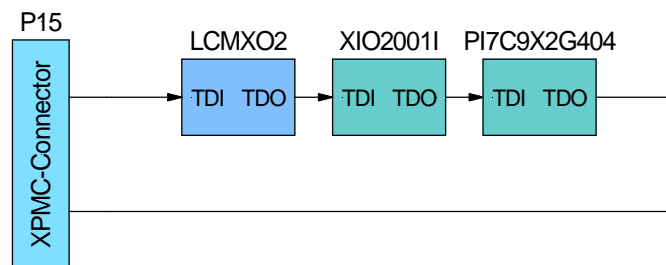 P15
XPMC-Connector
LCMXO2
TDI TDO
XIO2001I
TDI TDO
PI7C9X2G404
TDI TDO